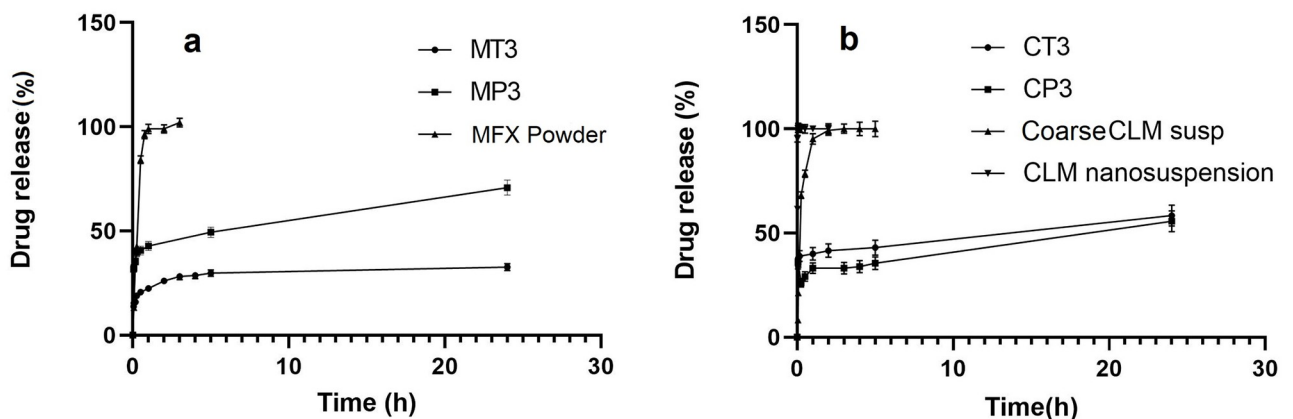 a
MT3
MP3
MFX Powder
Drug release (%)
150
100
50
0
0 10 20 30
Time (h)
b
CT3
CP3
CoarseCLM susp
CLM nanosuspension
Drug release (%)
150
100
50
0
0 10 20 30
Time(h)